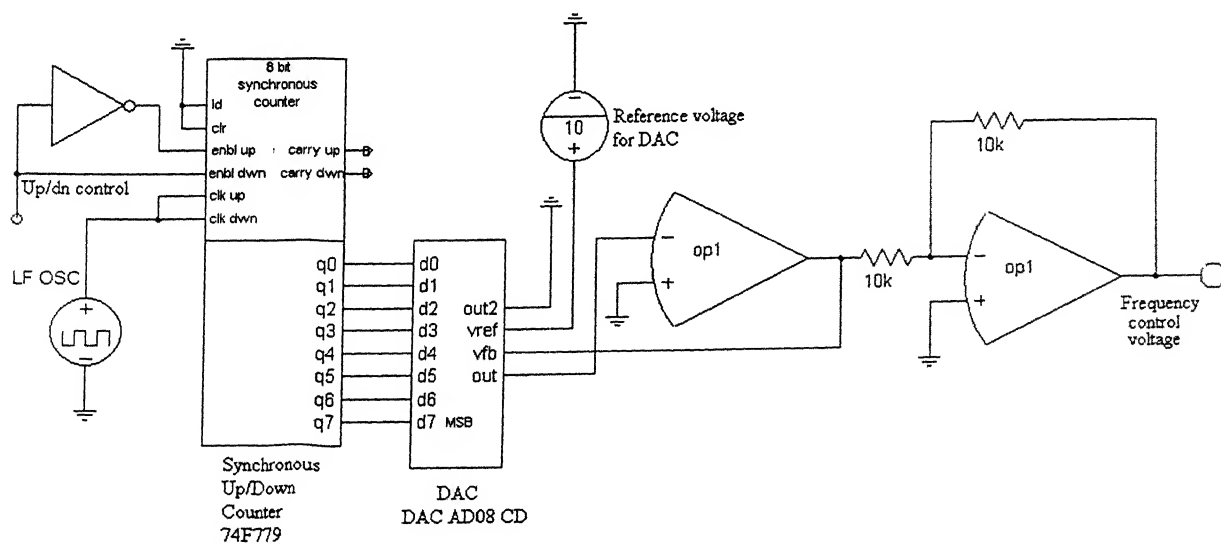 8 bit
synchronous
counter
ld
clr
enbl up
carry up
enbl dwn
carry dwn
clk up
clk dwn
Up/dn control
LF OSC
+
−
q0
q1
q2
q3
q4
q5
q6
q7
d0
d1
d2
d3
d4
d5
d6
d7 MSB
out2
vref
vfb
out
Synchronous
Up/Down
Counter
74F779
DAC
DAC AD08 CD
−
10
+
Reference voltage
for DAC
−
op1
+
10k
10k
−
op1
+
Frequency
control
voltage